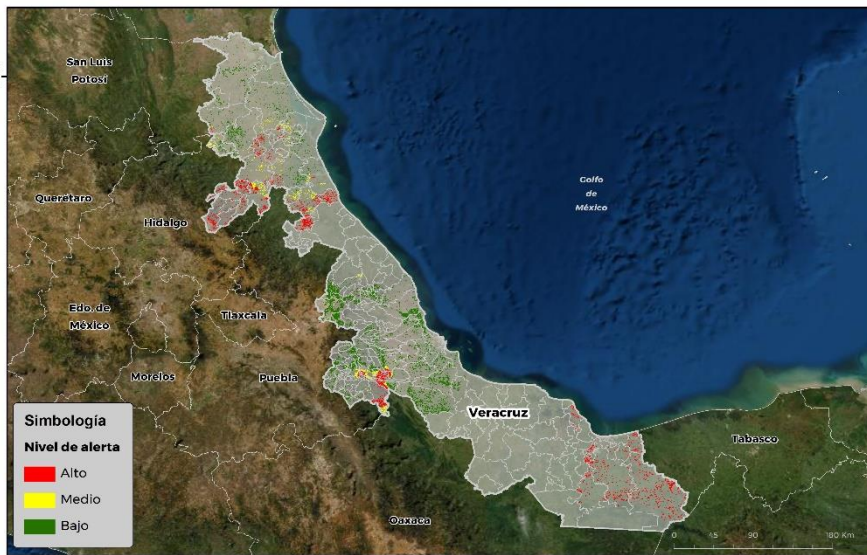 San Luis
Potosí
Querétaro
Hidalgo
Golfo
de
México
Edo. de
México
Tlaxcala
Morelos
Puebla
Veracruz
Tabasco
Oaxaca
Simbología
Nivel de alerta
Alto
Medio
Bajo
0 45 90 180 Km